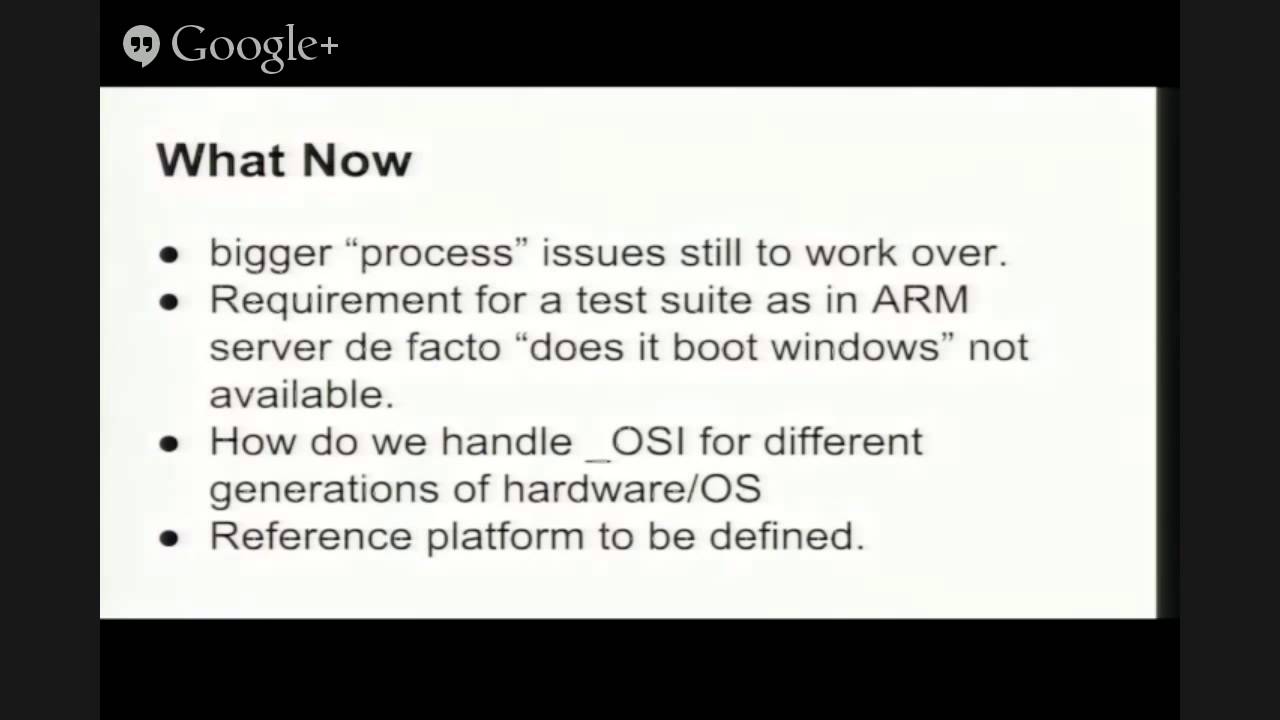 Google+
What Now
● bigger “process” issues still to work over.
● Requirement for a test suite as in ARM
server de facto “does it boot windows” not
available.
● How do we handle _OSI for different
generations of hardware/OS
● Reference platform to be defined.